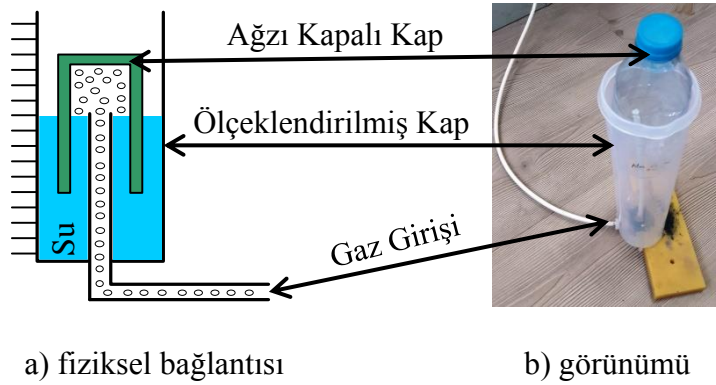 Ağzı Kapalı Kap
Ölçeklendirilmiş Kap
Su
Gaz Girişi
a) fiziksel bağlantısı
b) görünümü